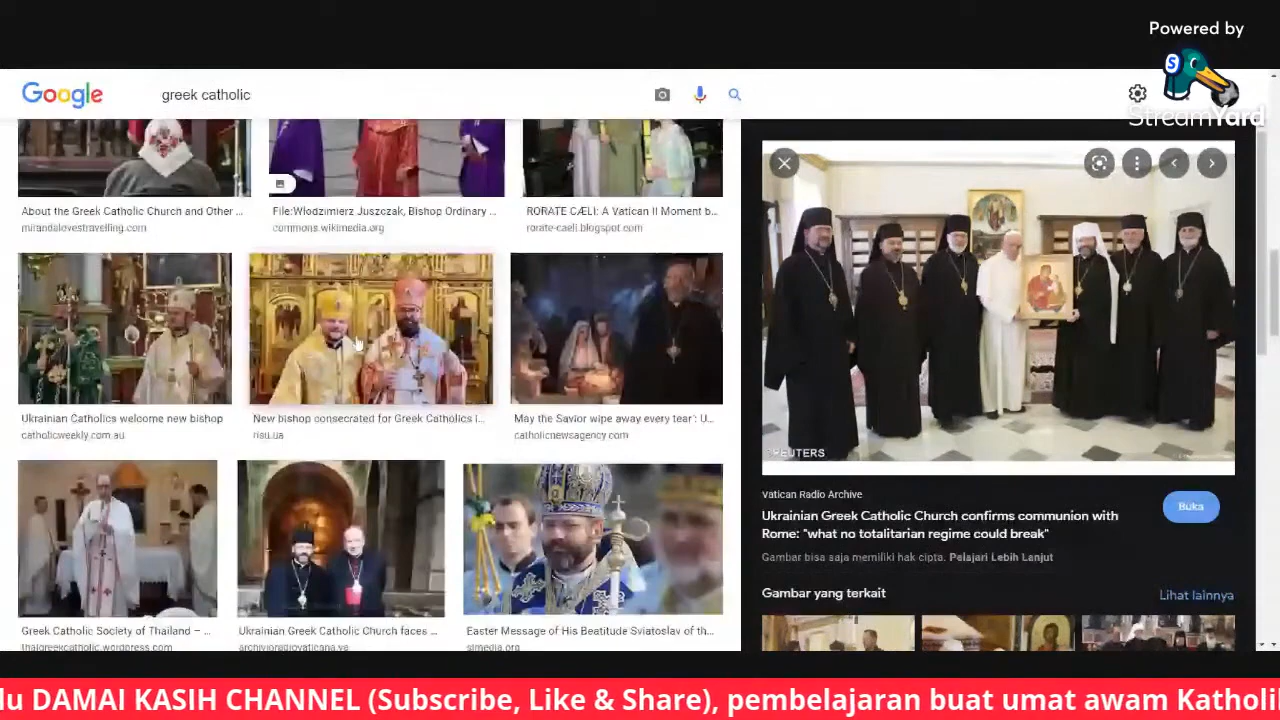 Powered by
StreamYard
Google
greek catholic
About the Greek Catholic Church and Other ...
mirandalovestravelling.com
File:Włodzimierz Juszczak, Bishop Ordinary ...
commons.wikimedia.org
RORATE CÆLI: A Vatican II Moment b...
rorate-caeli.blogspot.com
Ukrainian Catholics welcome new bishop
catholicweekly.com.au
New bishop consecrated for Greek Catholics i...
risu.ua
May the Savior wipe away every tear': U...
catholicnewsagency.com
Greek Catholic Society of Thailand – ...
thaigreekcatholic.wordpress.com
Ukrainian Greek Catholic Church faces ...
archivioradiovaticana.va
Easter Message of His Beatitude Sviatoslav of th...
slmedia.org
REUTERS
Vatican Radio Archive
Ukrainian Greek Catholic Church confirms communion with
Rome: "what no totalitarian regime could break"
Buka
Gambar bisa saja memiliki hak cipta. Pelajari Lebih Lanjut
Gambar yang terkait
Lihat lainnya
lu DAMAI KASIH CHANNEL (Subscribe, Like & Share), pembelajaran buat umat awam Katholi